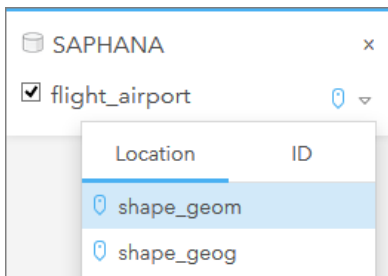 SAPHANA ×
flight_airport
Location ID
shape_geom
shape_geog